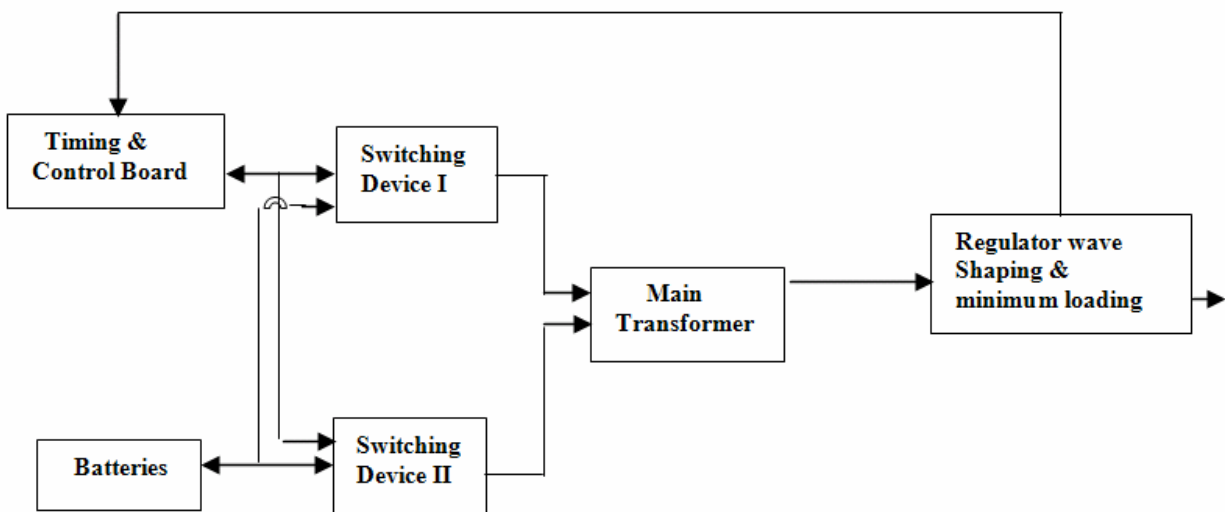 Timing &
Control Board
Switching
Device I
Regulator wave
Shaping &
minimum loading
Main
Transformer
Switching
Device II
Batteries